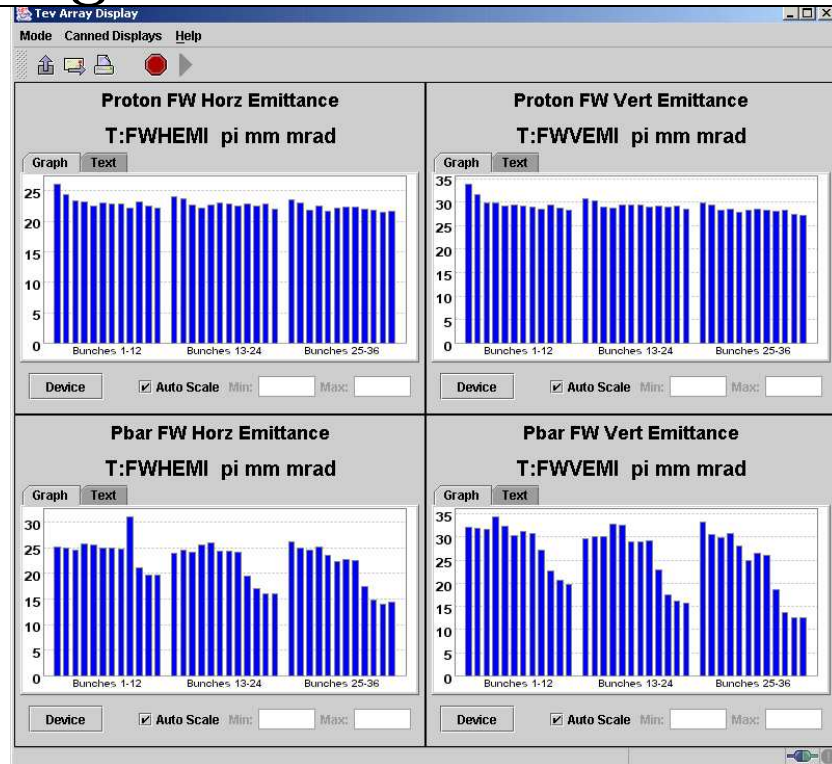 Tev Array Display
Mode Canned Displays Help
Proton FW Horz Emittance
T:FWHEMI pi mm mrad
Graph Text
25
20
15
10
5
0
Bunches 1-12 Bunches 13-24 Bunches 25-36
Device Auto Scale Min: Max:
Proton FW Vert Emittance
T:FWVEMI pi mm mrad
Graph Text
35
30
25
20
15
10
5
0
Bunches 1-12 Bunches 13-24 Bunches 25-36
Device Auto Scale Min: Max:
Pbar FW Horz Emittance
T:FWHEMI pi mm mrad
Graph Text
30
25
20
15
10
5
0
Bunches 1-12 Bunches 13-24 Bunches 25-36
Device Auto Scale Min: Max:
Pbar FW Vert Emittance
T:FWVEMI pi mm mrad
Graph Text
35
30
25
20
15
10
5
0
Bunches 1-12 Bunches 13-24 Bunches 25-36
Device Auto Scale Min: Max: